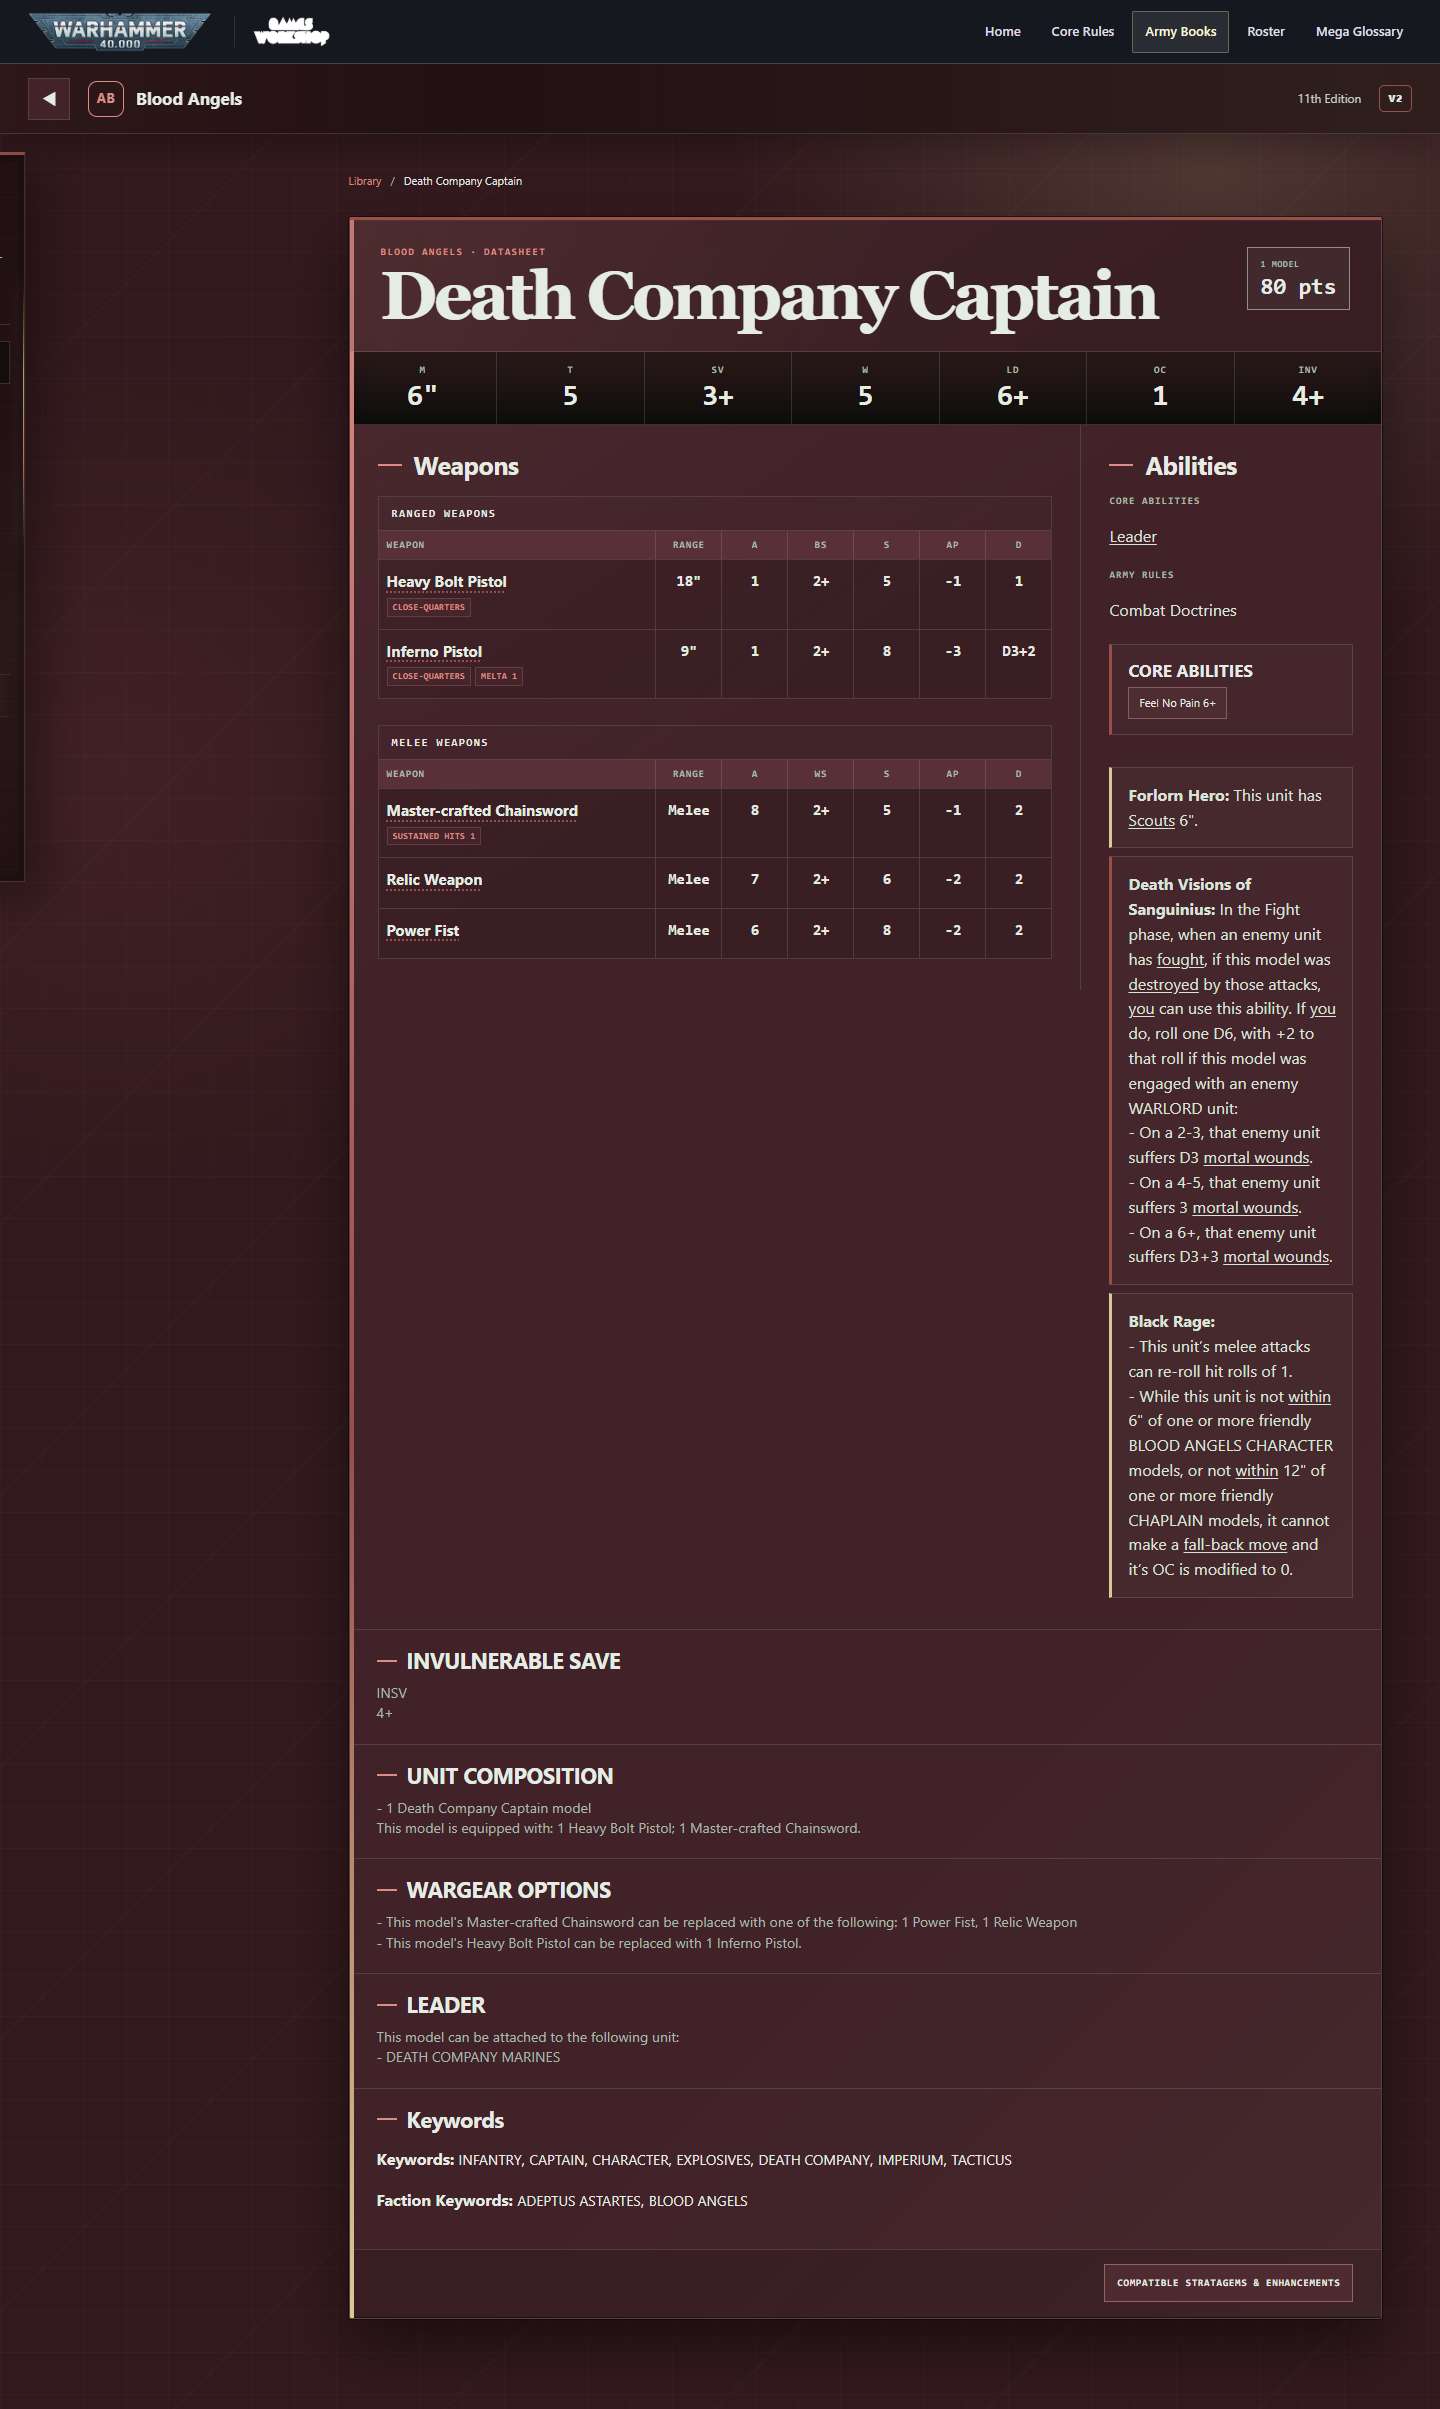 WARHAMMER
40,000
GAMES
WORKSHOP
Home
Core Rules
Army Books
Roster
Mega Glossary
◀
AB
Blood Angels
11th Edition
V2
Library / Death Company Captain
BLOOD ANGELS · DATASHEET
Death Company Captain
1 MODEL
80 pts
M
6"
T
5
SV
3+
W
5
LD
6+
OC
1
INV
4+
Weapons
RANGED WEAPONS
WEAPON RANGE A BS S AP D
Heavy Bolt Pistol 18" 1 2+ 5 -1 1
CLOSE-QUARTERS
Inferno Pistol 9" 1 2+ 8 -3 D3+2
CLOSE-QUARTERS MELTA 1
MELEE WEAPONS
WEAPON RANGE A WS S AP D
Master-crafted Chainsword Melee 8 2+ 5 -1 2
SUSTAINED HITS 1
Relic Weapon Melee 7 2+ 6 -2 2
Power Fist Melee 6 2+ 8 -2 2
Abilities
CORE ABILITIES
Leader
ARMY RULES
Combat Doctrines
CORE ABILITIES
Feel No Pain 6+
Forlorn Hero: This unit has
Scouts 6".
Death Visions of
Sanguinius: In the Fight
phase, when an enemy unit
has fought, if this model was
destroyed by those attacks,
you can use this ability. If you
do, roll one D6, with +2 to
that roll if this model was
engaged with an enemy
WARLORD unit:
- On a 2-3, that enemy unit
suffers D3 mortal wounds.
- On a 4-5, that enemy unit
suffers 3 mortal wounds.
- On a 6+, that enemy unit
suffers D3+3 mortal wounds.
Black Rage:
- This unit's melee attacks
can re-roll hit rolls of 1.
- While this unit is not within
6" of one or more friendly
BLOOD ANGELS CHARACTER
models, or not within 12" of
one or more friendly
CHAPLAIN models, it cannot
make a fall-back move and
it's OC is modified to 0.
INVULNERABLE SAVE
INSV
4+
UNIT COMPOSITION
- 1 Death Company Captain model
This model is equipped with: 1 Heavy Bolt Pistol; 1 Master-crafted Chainsword.
WARGEAR OPTIONS
- This model's Master-crafted Chainsword can be replaced with one of the following: 1 Power Fist, 1 Relic Weapon
- This model's Heavy Bolt Pistol can be replaced with 1 Inferno Pistol.
LEADER
This model can be attached to the following unit:
- DEATH COMPANY MARINES
Keywords
Keywords: INFANTRY, CAPTAIN, CHARACTER, EXPLOSIVES, DEATH COMPANY, IMPERIUM, TACTICUS
Faction Keywords: ADEPTUS ASTARTES, BLOOD ANGELS
COMPATIBLE STRATAGEMS & ENHANCEMENTS